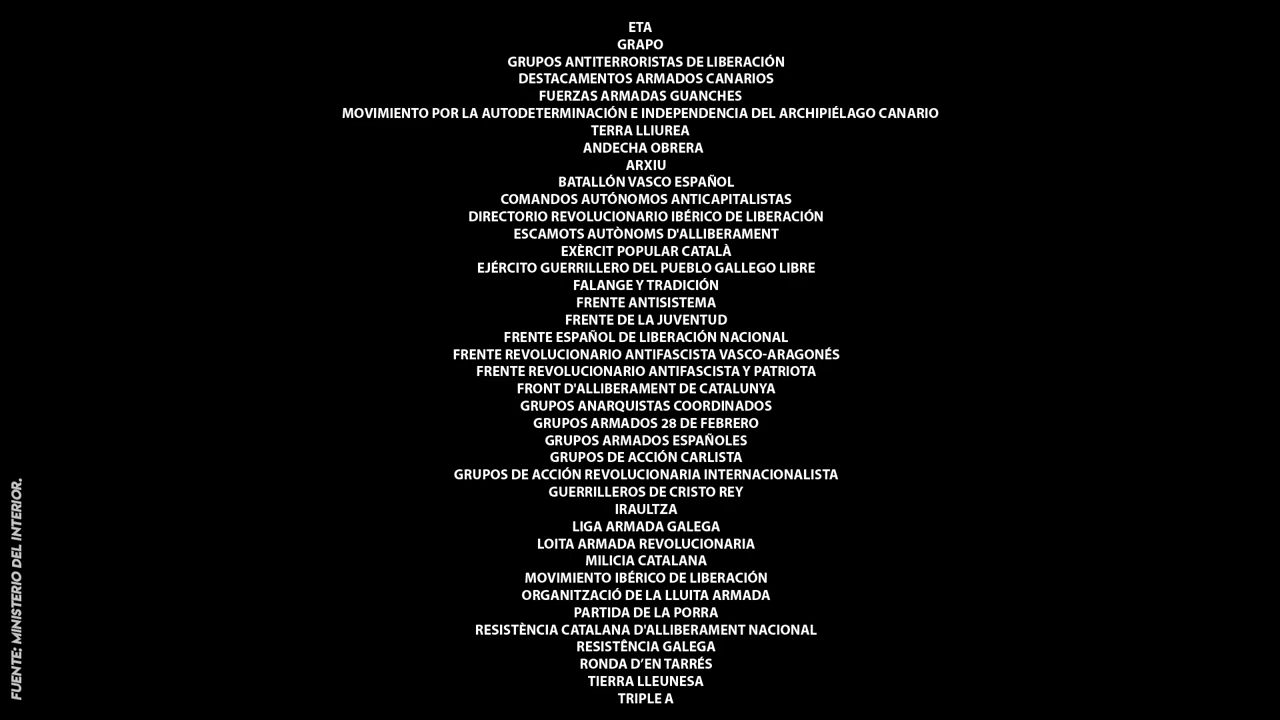 ETA
GRAPO
GRUPOS ANTITERRORISTAS DE LIBERACIÓN
DESTACAMENTOS ARMADOS CANARIOS
FUERZAS ARMADAS GUANCHES
MOVIMIENTO POR LA AUTODETERMINACIÓN E INDEPENDENCIA DEL ARCHIPIÉLAGO CANARIO
TERRA LLIUREA
ANDECHA OBRERA
ARXIU
BATALLÓN VASCO ESPAÑOL
COMANDOS AUTÓNOMOS ANTICAPITALISTAS
DIRECTORIO REVOLUCIONARIO IBÉRICO DE LIBERACIÓN
ESCAMOTS AUTÒNOMS D'ALLIBERAMENT
EXÈRCIT POPULAR CATALÀ
EJÉRCITO GUERRILLERO DEL PUEBLO GALLEGO LIBRE
FALANGE Y TRADICIÓN
FRENTE ANTISISTEMA
FRENTE DE LA JUVENTUD
FRENTE ESPAÑOL DE LIBERACIÓN NACIONAL
FRENTE REVOLUCIONARIO ANTIFASCISTA VASCO-ARAGONÉS
FRENTE REVOLUCIONARIO ANTIFASCISTA Y PATRIOTA
FRONT D'ALLIBERAMENT DE CATALUNYA
GRUPOS ANARQUISTAS COORDINADOS
GRUPOS ARMADOS 28 DE FEBRERO
GRUPOS ARMADOS ESPAÑOLES
GRUPOS DE ACCIÓN CARLISTA
GRUPOS DE ACCIÓN REVOLUCIONARIA INTERNACIONALISTA
GUERRILLEROS DE CRISTO REY
IRAULTZA
LIGA ARMADA GALEGA
LOITA ARMADA REVOLUCIONARIA
MILICIA CATALANA
MOVIMIENTO IBÉRICO DE LIBERACIÓN
ORGANITZACIÓ DE LA LLUITA ARMADA
PARTIDA DE LA PORRA
RESISTÈNCIA CATALANA D'ALLIBERAMENT NACIONAL
RESISTÊNCIA GALEGA
RONDA D’EN TARRÉS
TIERRA LLEUNESA
TRIPLE A
FUENTE: MINISTERIO DEL INTERIOR.